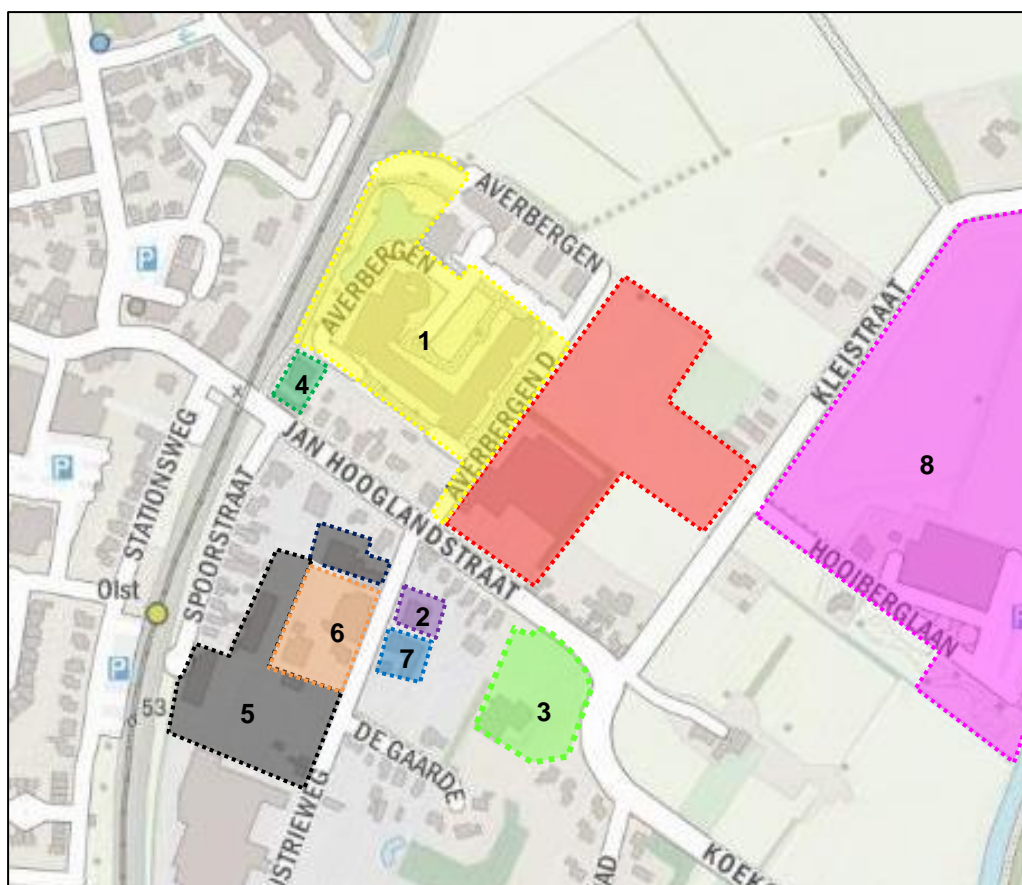 P
AVERBERGEN
AVERBERGEN
1
AVERBERGEN D
KLEISTRAAT
4
JAN HOOGLANDSTRAAT
8
P
STATIONSWEG
SPOORSTRAAT
HOOIBERGLAAN
Olst
2
6
7
P
P
53
5
3
DE GAARDE
STRIEWEG
AD
KOEK